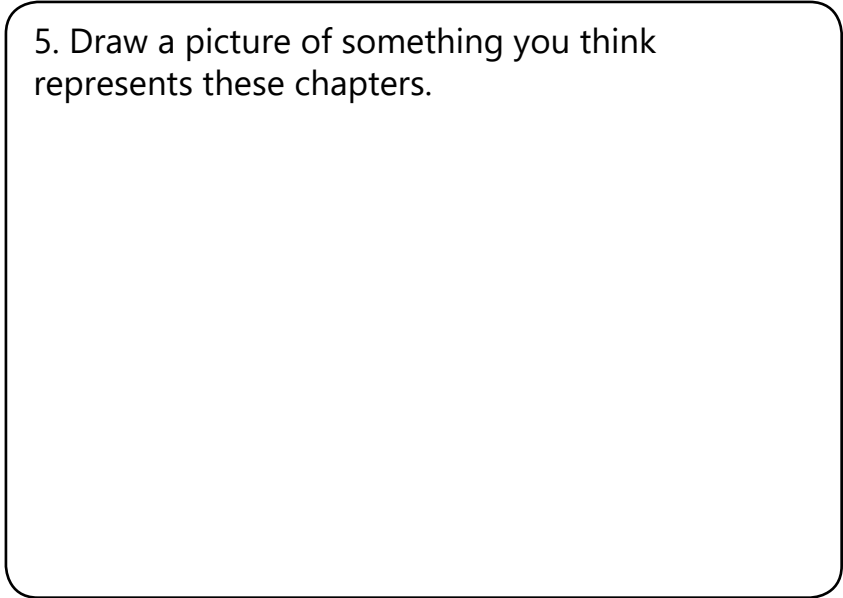 5. Draw a picture of something you think
represents these chapters.